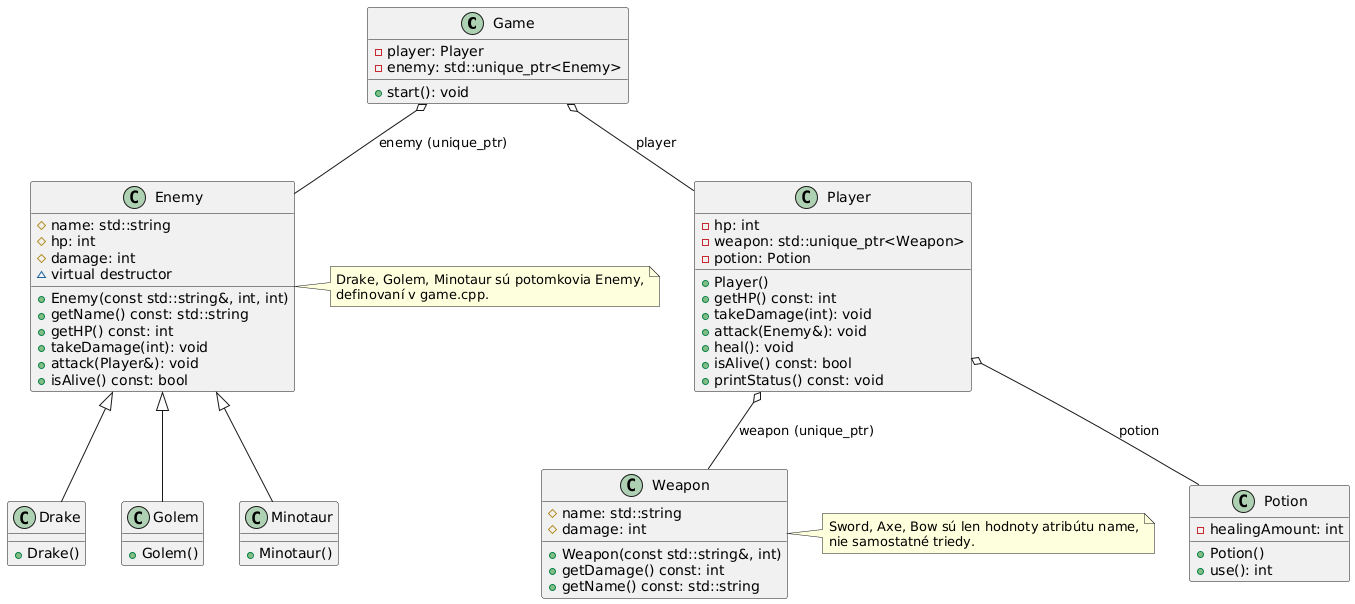 C Game
player: Player
enemy: std::unique_ptr<Enemy>
start(): void
enemy (unique_ptr)
player
C Enemy
name: std::string
hp: int
damage: int
virtual destructor
Enemy(const std::string&, int, int)
getName() const: std::string
getHP() const: int
takeDamage(int): void
attack(Player&): void
isAlive() const: bool
Drake, Golem, Minotaur sú potomkovia Enemy,
definovaní v game.cpp.
C Player
hp: int
weapon: std::unique_ptr<Weapon>
potion: Potion
Player()
getHP() const: int
takeDamage(int): void
attack(Enemy&): void
heal(): void
isAlive() const: bool
printStatus() const: void
weapon (unique_ptr)
potion
C Drake
Drake()
C Golem
Golem()
C Minotaur
Minotaur()
C Weapon
name: std::string
damage: int
Weapon(const std::string&, int)
getDamage() const: int
getName() const: std::string
Sword, Axe, Bow sú len hodnoty atribútu name,
nie samostatné triedy.
C Potion
healingAmount: int
Potion()
use(): int